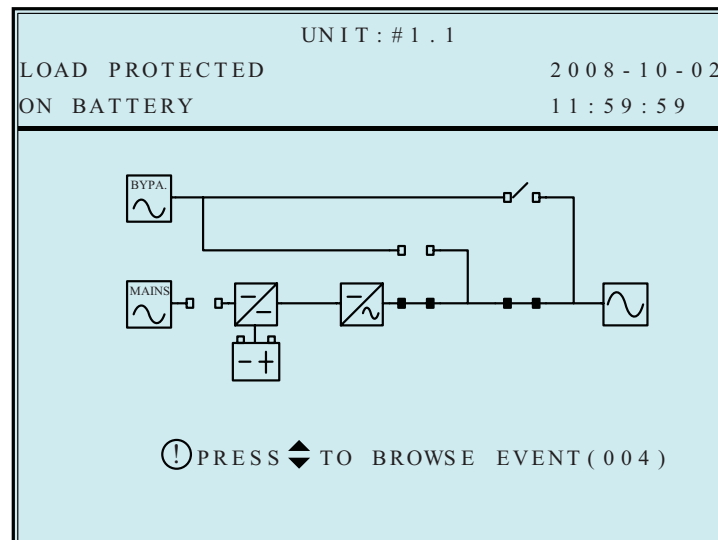 UNIT:#1.1
LOAD PROTECTED 2008-10-02
ON BATTERY 11:59:59
BYPA.
MAINS
! PRESS TO BROWSE EVENT(004)